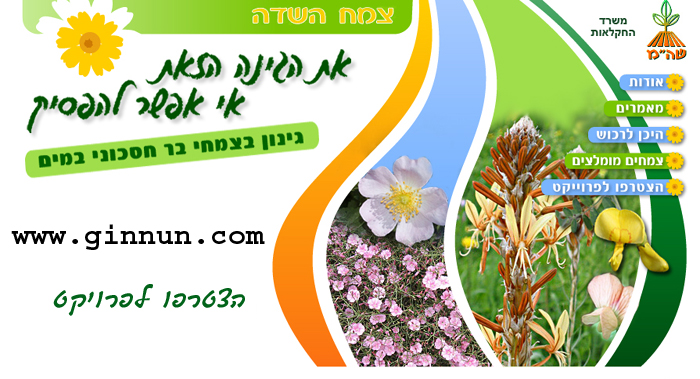 צמח השדה
משרד
החקלאות
שה"מ
את הגינה הזאת
אי אפשר להפסיק
גינון בצמחי בר חסכוני במים
אודות
מאמרים
היכן לרכוש
צמחים מומלצים
הצטרפו לפרוייקט
www.ginnun.com
הצטרפו לפרויקט